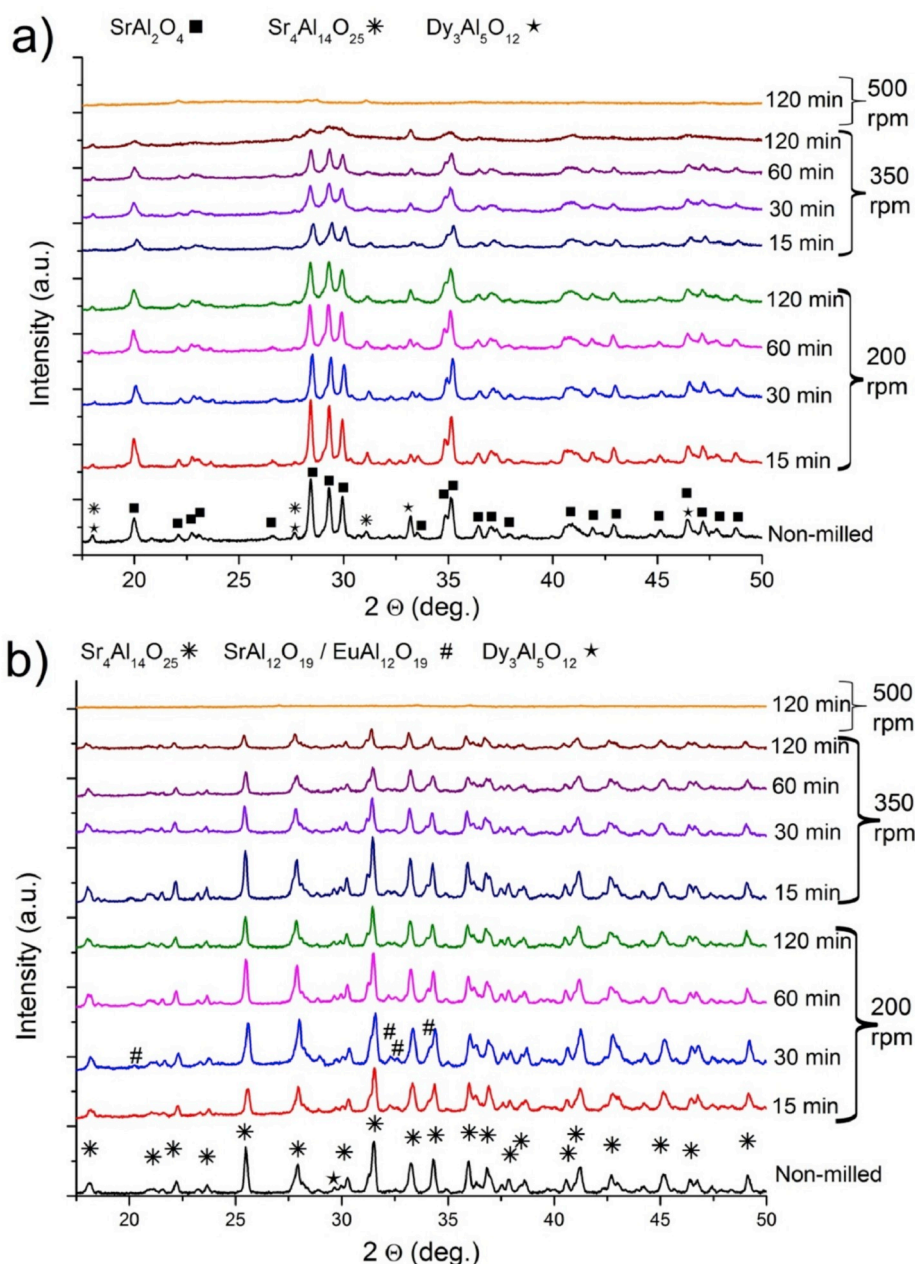 a)
SrAl₂O₄ ■ Sr₄Al₁₄O₂₅ ✳ Dy₃Al₅O₁₂ ★
120 min
500 rpm
120 min
60 min
30 min
15 min
350 rpm
120 min
60 min
30 min
15 min
200 rpm
Non-milled
Intensity (a.u.)
20 25 30 35 40 45 50
2 Θ (deg.)
b)
Sr₄Al₁₄O₂₅ ✳ SrAl₁₂O₁₉ / EuAl₁₂O₁₉ # Dy₃Al₅O₁₂ ★
120 min
500 rpm
120 min
60 min
30 min
15 min
350 rpm
120 min
60 min
30 min
15 min
200 rpm
# # # #
Non-milled
Intensity (a.u.)
20 25 30 35 40 45 50
2 Θ (deg.)